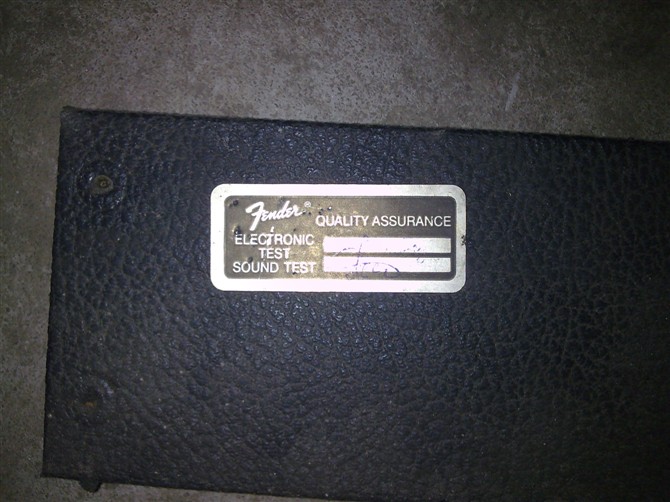 Fender®
QUALITY ASSURANCE
ELECTRONIC
TEST
SOUND TEST